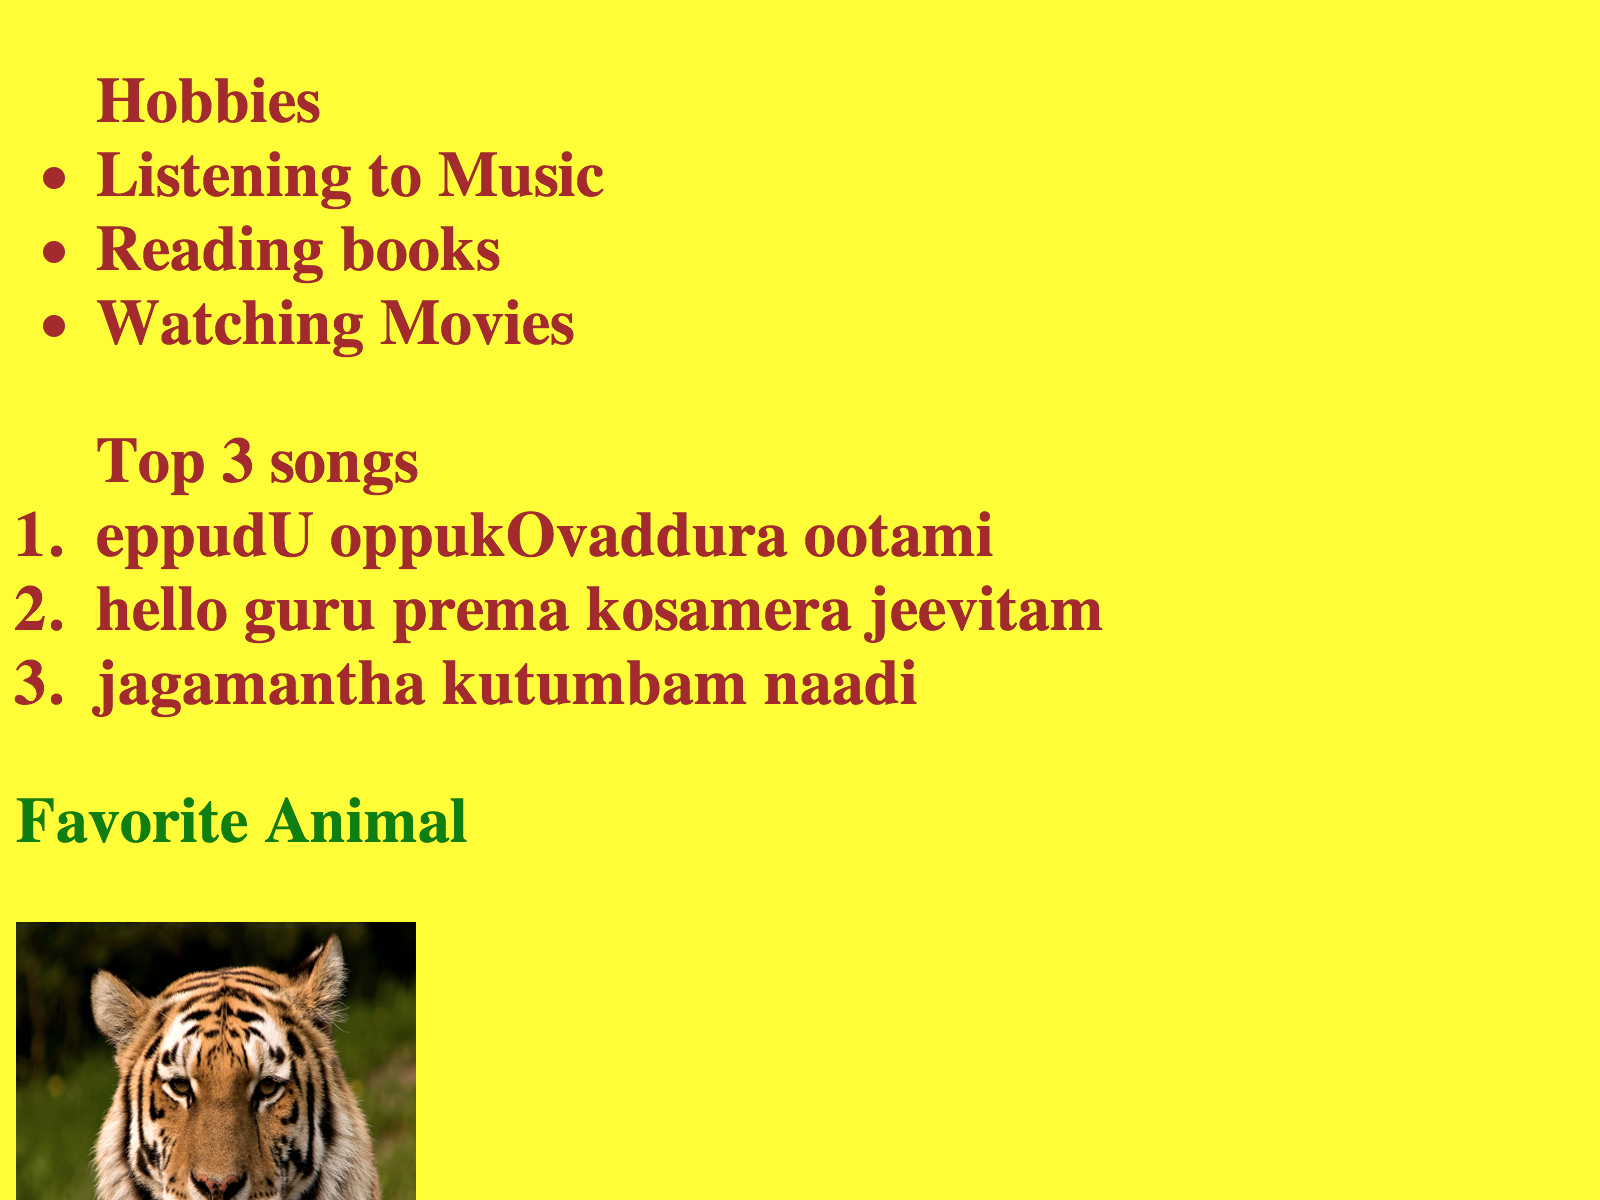 Hobbies
• Listening to Music
• Reading books
• Watching Movies
Top 3 songs
1. eppudU oppukOvaddura ootami
2. hello guru prema kosamera jeevitam
3. jagamantha kutumbam naadi
Favorite Animal